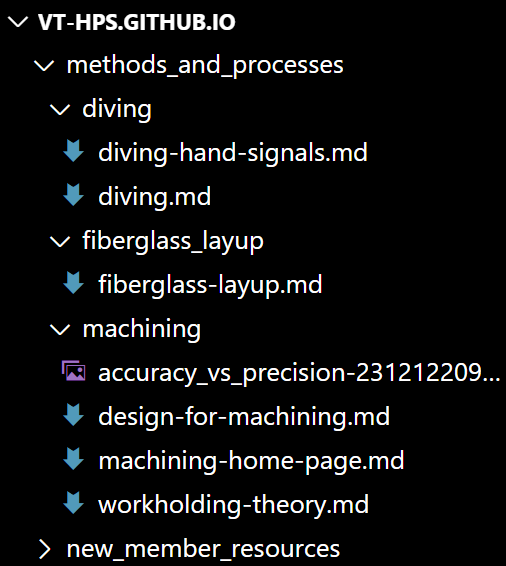 VT-HPS.GITHUB.IO
methods_and_processes
diving
diving-hand-signals.md
diving.md
fiberglass_layup
fiberglass-layup.md
machining
accuracy_vs_precision-231212209...
design-for-machining.md
machining-home-page.md
workholding-theory.md
new_member_resources